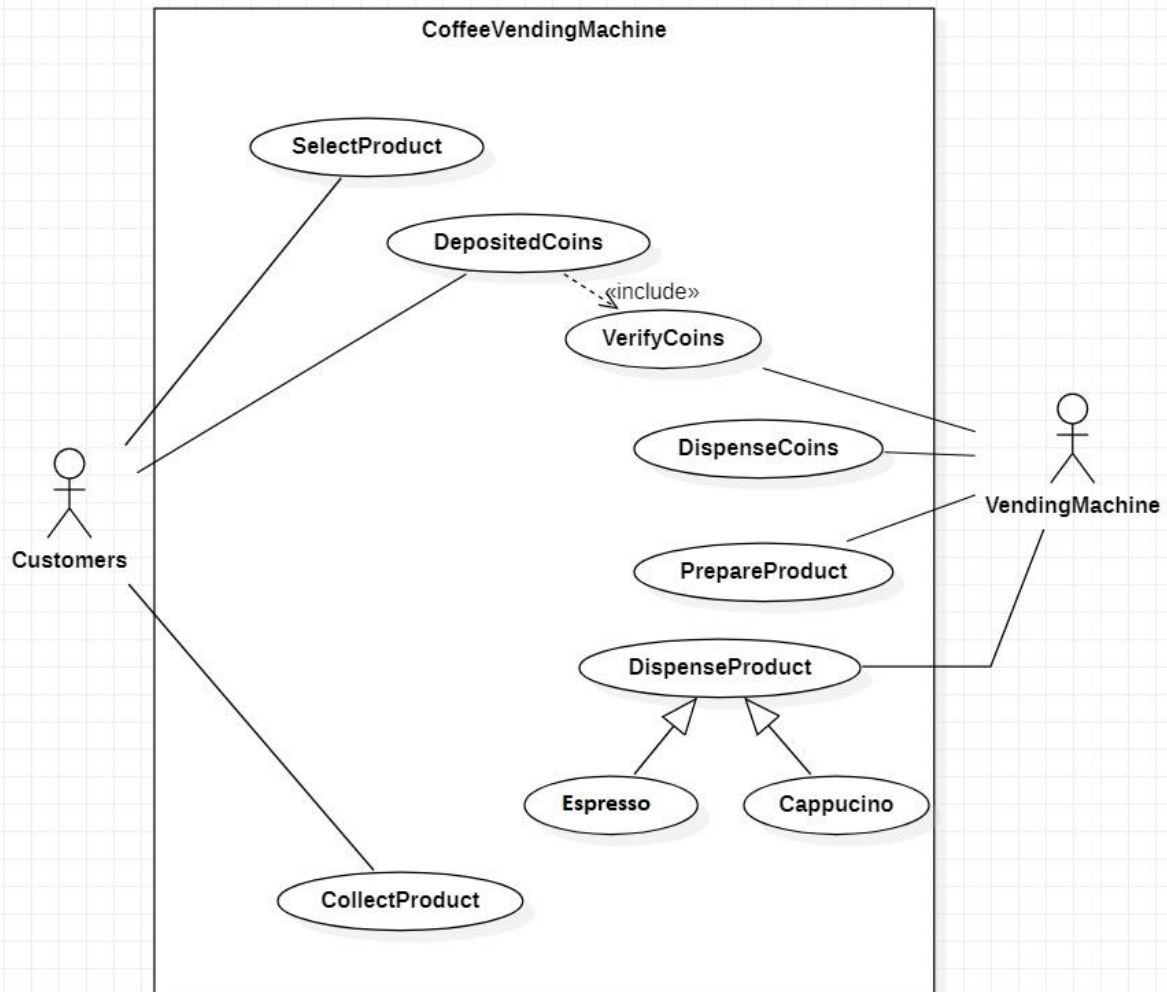 CoffeeVendingMachine
SelectProduct
DepositedCoins
«include»
VerifyCoins
DispenseCoins
VendingMachine
Customers
PrepareProduct
DispenseProduct
Espresso
Cappucino
CollectProduct